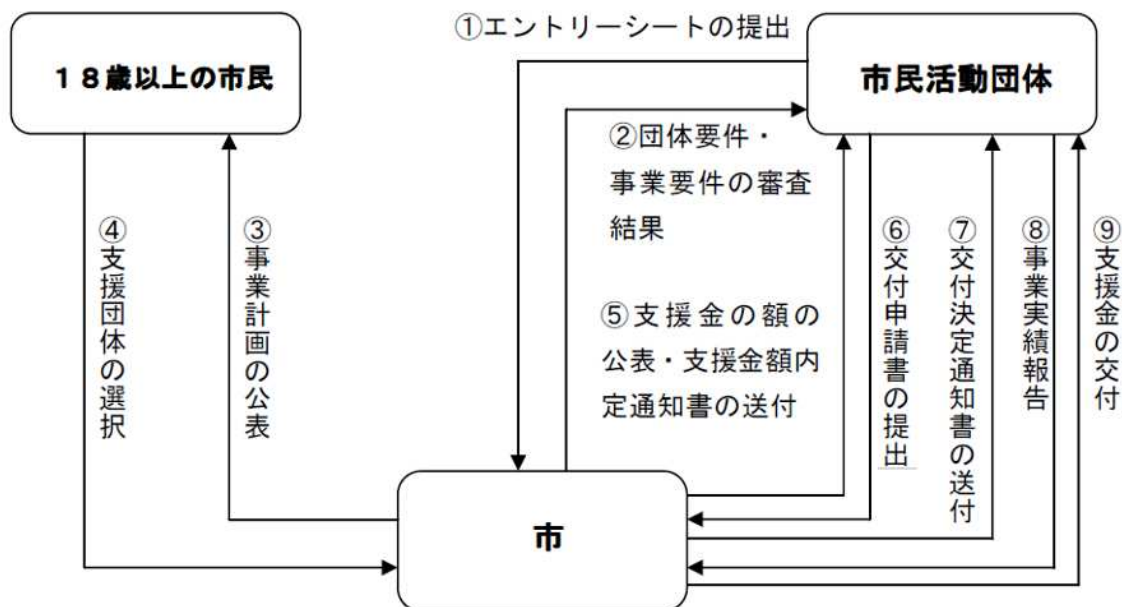 ①エントリーシートの提出
18歳以上の市民
市民活動団体
②団体要件・
事業要件の審査
結果
④支援団体の選択
③事業計画の公表
⑤支援金の額の
公表・支援金額内
定通知書の送付
⑥交付申請書の提出
⑦交付決定通知書の送付
⑧事業実績報告
⑨支援金の交付
市